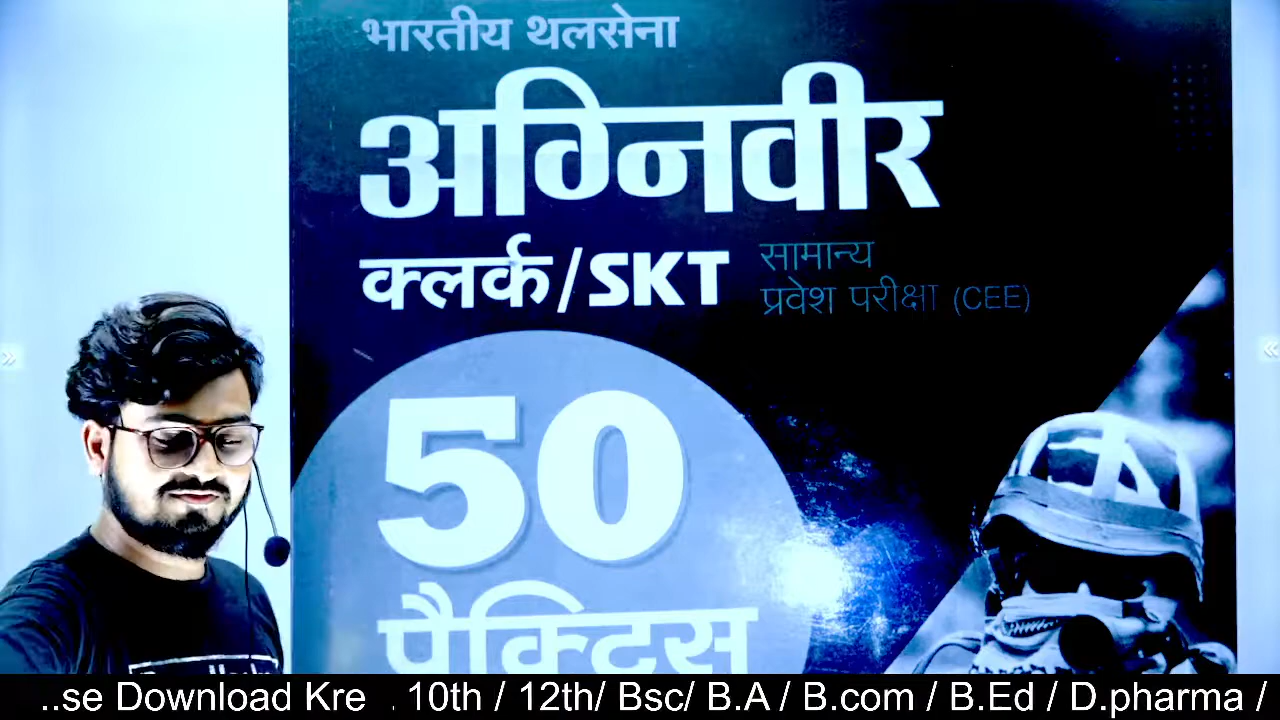 भारतीय थलसेना
अग्निवीर
क्लर्क/SKT सामान्य
प्रवेश परीक्षा (CEE)
50
पैक्टिस
..se Download Kre . 10th / 12th/ Bsc/ B.A / B.com / B.Ed / D.pharma /